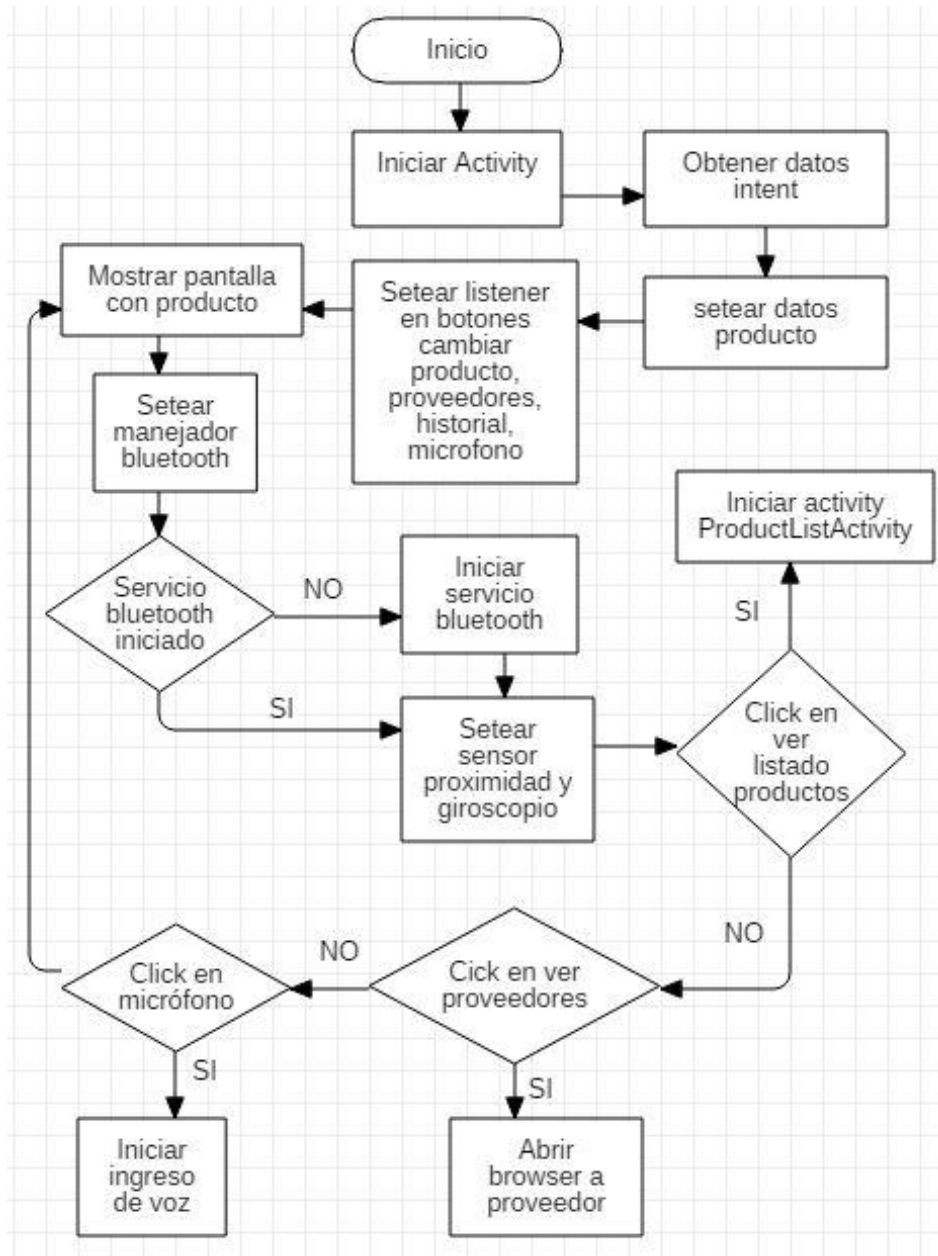 Inicio
Iniciar Activity
Obtener datos
intent
setear datos
producto
Setear listener
en botones
cambiar
producto,
proveedores,
historial,
microfono
Mostrar pantalla
con producto
Setear
manejador
bluetooth
Servicio
bluetooth
iniciado
NO
Iniciar
servicio
bluetooth
SI
Setear
sensor
proximidad y
giroscopio
Click en
ver
listado
productos
SI
Iniciar activity
ProductListActivity
NO
Cick en ver
proveedores
SI
Abrir
browser a
proveedor
NO
Click en
micrófono
SI
Iniciar
ingreso
de voz